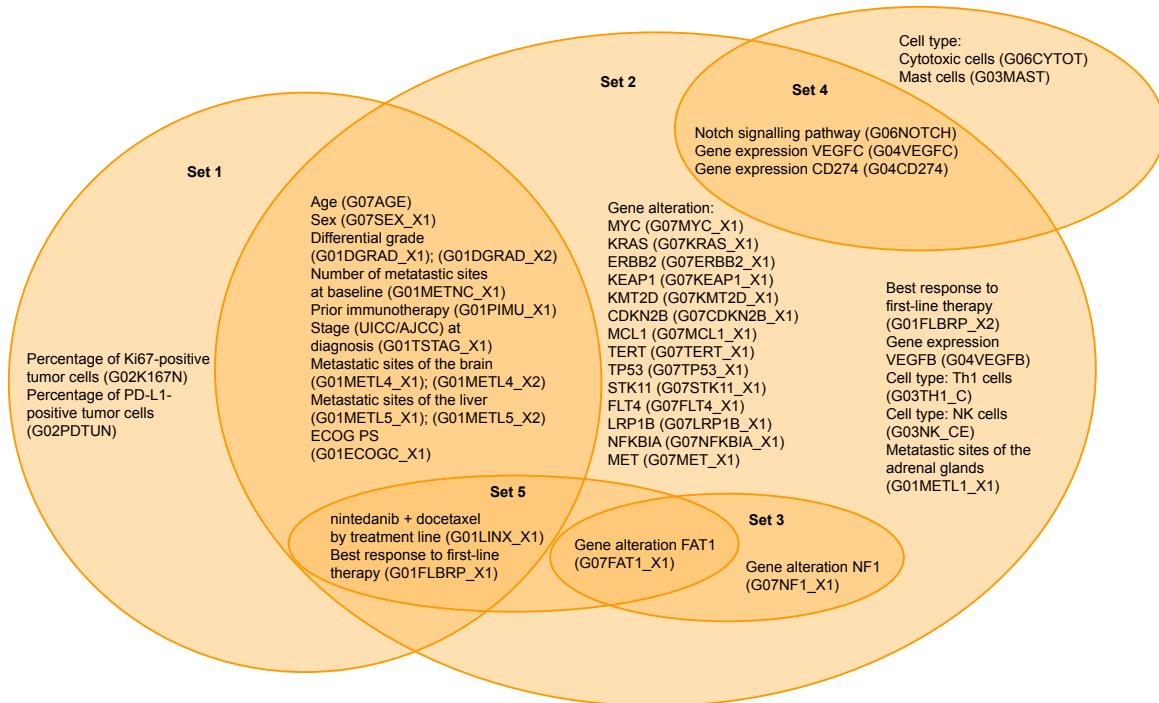 Cell type:
Cytotoxic cells (G06CYTOT)
Mast cells (G03MAST)
Set 2
Set 4
Notch signalling pathway (G06NOTCH)
Gene expression VEGFC (G04VEGFC)
Gene expression CD274 (G04CD274)
Set 1
Age (G07AGE)
Sex (G07SEX_X1)
Differential grade
(G01DGRAD_X1); (G01DGRAD_X2)
Number of metastatic sites
at baseline (G01METNC_X1)
Prior immunotherapy (G01PIMU_X1)
Stage (UICC/AJCC) at
diagnosis (G01TSTAG_X1)
Metastatic sites of the brain
(G01METL4_X1); (G01METL4_X2)
Metastatic sites of the liver
(G01METL5_X1); (G01METL5_X2)
ECOG PS
(G01ECOGC_X1)
Gene alteration:
MYC (G07MYC_X1)
KRAS (G07KRAS_X1)
ERBB2 (G07ERBB2_X1)
KEAP1 (G07KEAP1_X1)
KMT2D (G07KMT2D_X1)
CDKN2B (G07CDKN2B_X1)
MCL1 (G07MCL1_X1)
TERT (G07TERT_X1)
TP53 (G07TP53_X1)
STK11 (G07STK11_X1)
FLT4 (G07FLT4_X1)
LRP1B (G07LRP1B_X1)
NFKBIA (G07NFKBIA_X1)
MET (G07MET_X1)
Best response to
first-line therapy
(G01FLBRP_X2)
Gene expression
VEGFB (G04VEGFB)
Cell type: Th1 cells
(G03TH1_C)
Cell type: NK cells
(G03NK_CE)
Metatastic sites of the
adrenal glands
(G01METL1_X1)
Percentage of Ki67-positive
tumor cells (G02K167N)
Percentage of PD-L1-
positive tumor cells
(G02PDTUN)
Set 5
nintedanib + docetaxel
by treatment line (G01LINX_X1)
Best response to first-line
therapy (G01FLBRP_X1)
Set 3
Gene alteration FAT1
(G07FAT1_X1)
Gene alteration NF1
(G07NF1_X1)